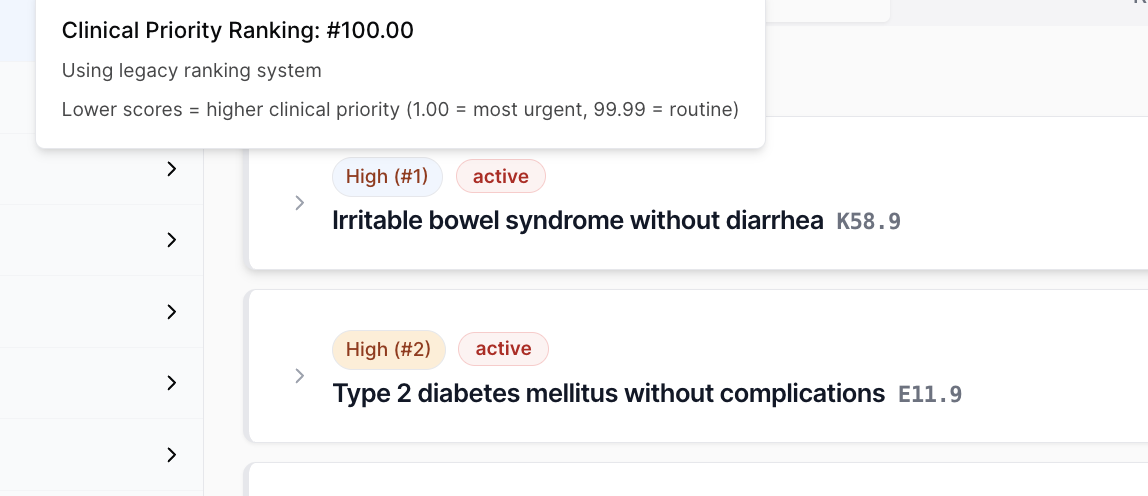 Clinical Priority Ranking: #100.00
Using legacy ranking system
Lower scores = higher clinical priority (1.00 = most urgent, 99.99 = routine)
High (#1) active
Irritable bowel syndrome without diarrhea K58.9
High (#2) active
Type 2 diabetes mellitus without complications E11.9